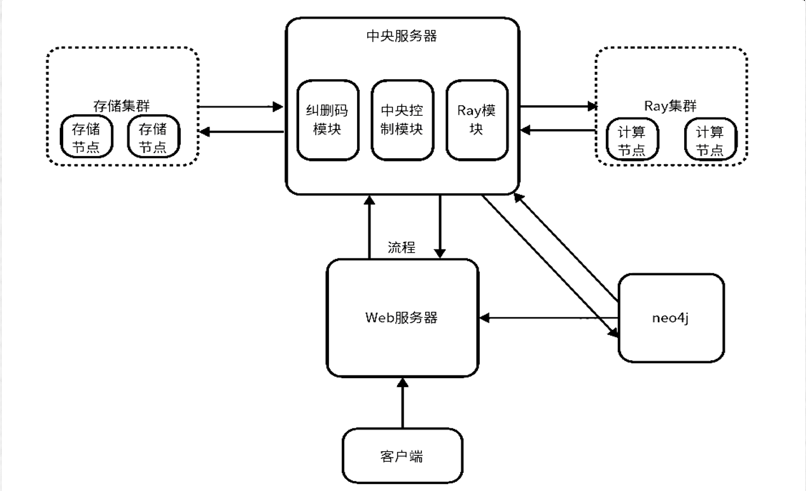 中央服务器
存储集群
存储
节点
存储
节点
纠删码
模块
中央控
制模块
Ray模
块
Ray集群
计算
节点
计算
节点
流程
Web服务器
neo4j
客户端